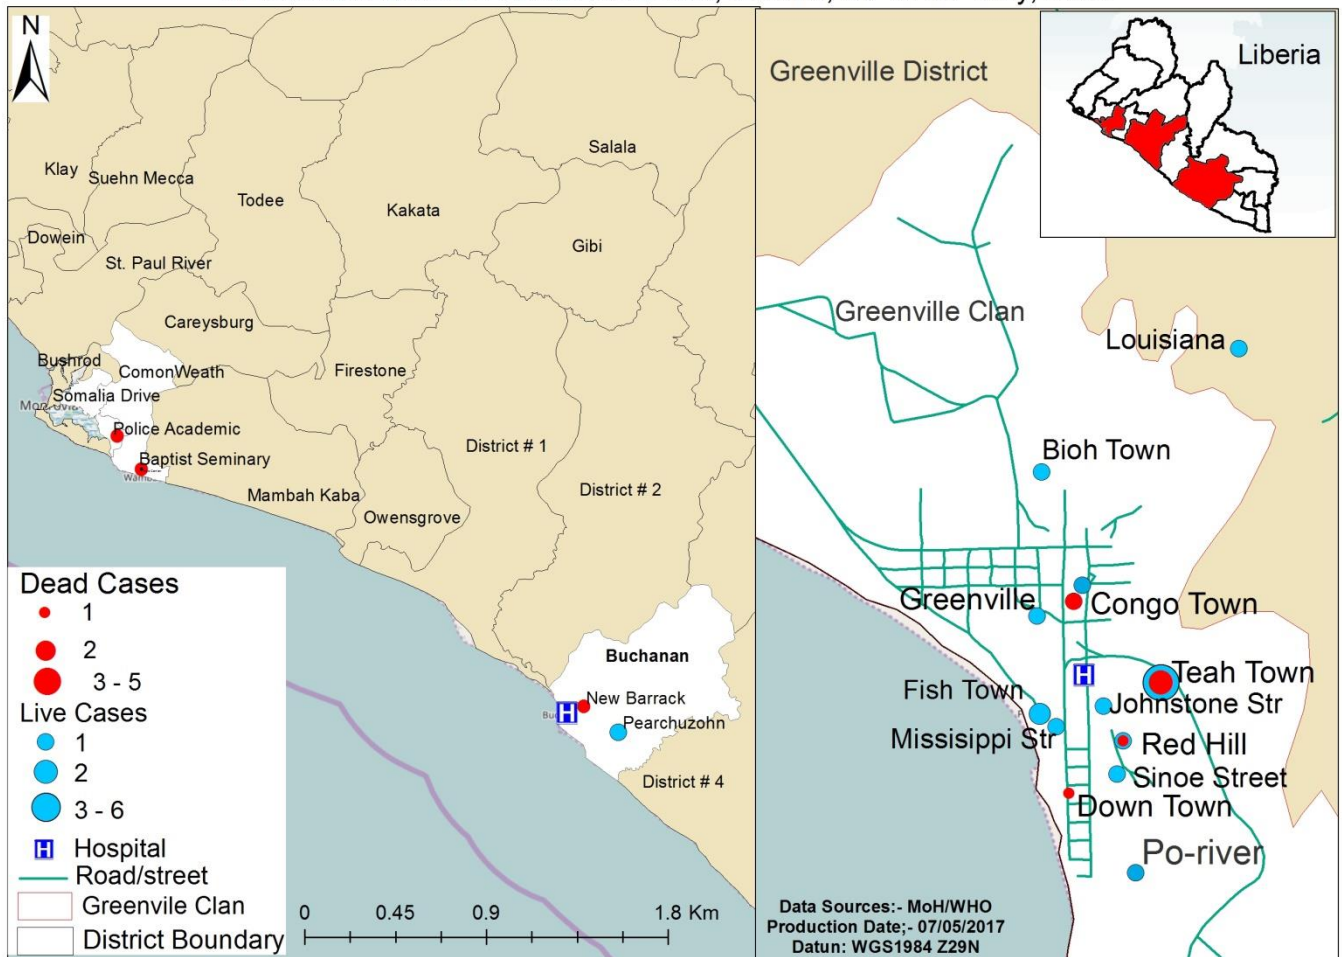 N
Klay
Suehn Mecca
Todee
Kakata
Salala
Gibi
Dowein
St. Paul River
Careysburg
Bushrod
ComonWeath
Firestone
Somalia Drive
Police Academic
Baptist Seminary
Mambah Kaba
Owensgrove
District # 1
District # 2
Buchanan
New Barrack
H
Pearchuzohn
District # 4
Dead Cases
1
2
3 - 5
Live Cases
1
2
3 - 6
H Hospital
Road/street
Greenvile Clan
District Boundary
0 0.45 0.9 1.8 Km
Greenville District
Liberia
Greenville Clan
Louisiana
Bioh Town
Greenville
Congo Town
H
Teah Town
Fish Town
Johnstone Str
Missisippi Str
Red Hill
Sinoe Street
Down Town
Po-river
Data Sources:- MoH/WHO
Production Date;- 07/05/2017
Datun: WGS1984 Z29N